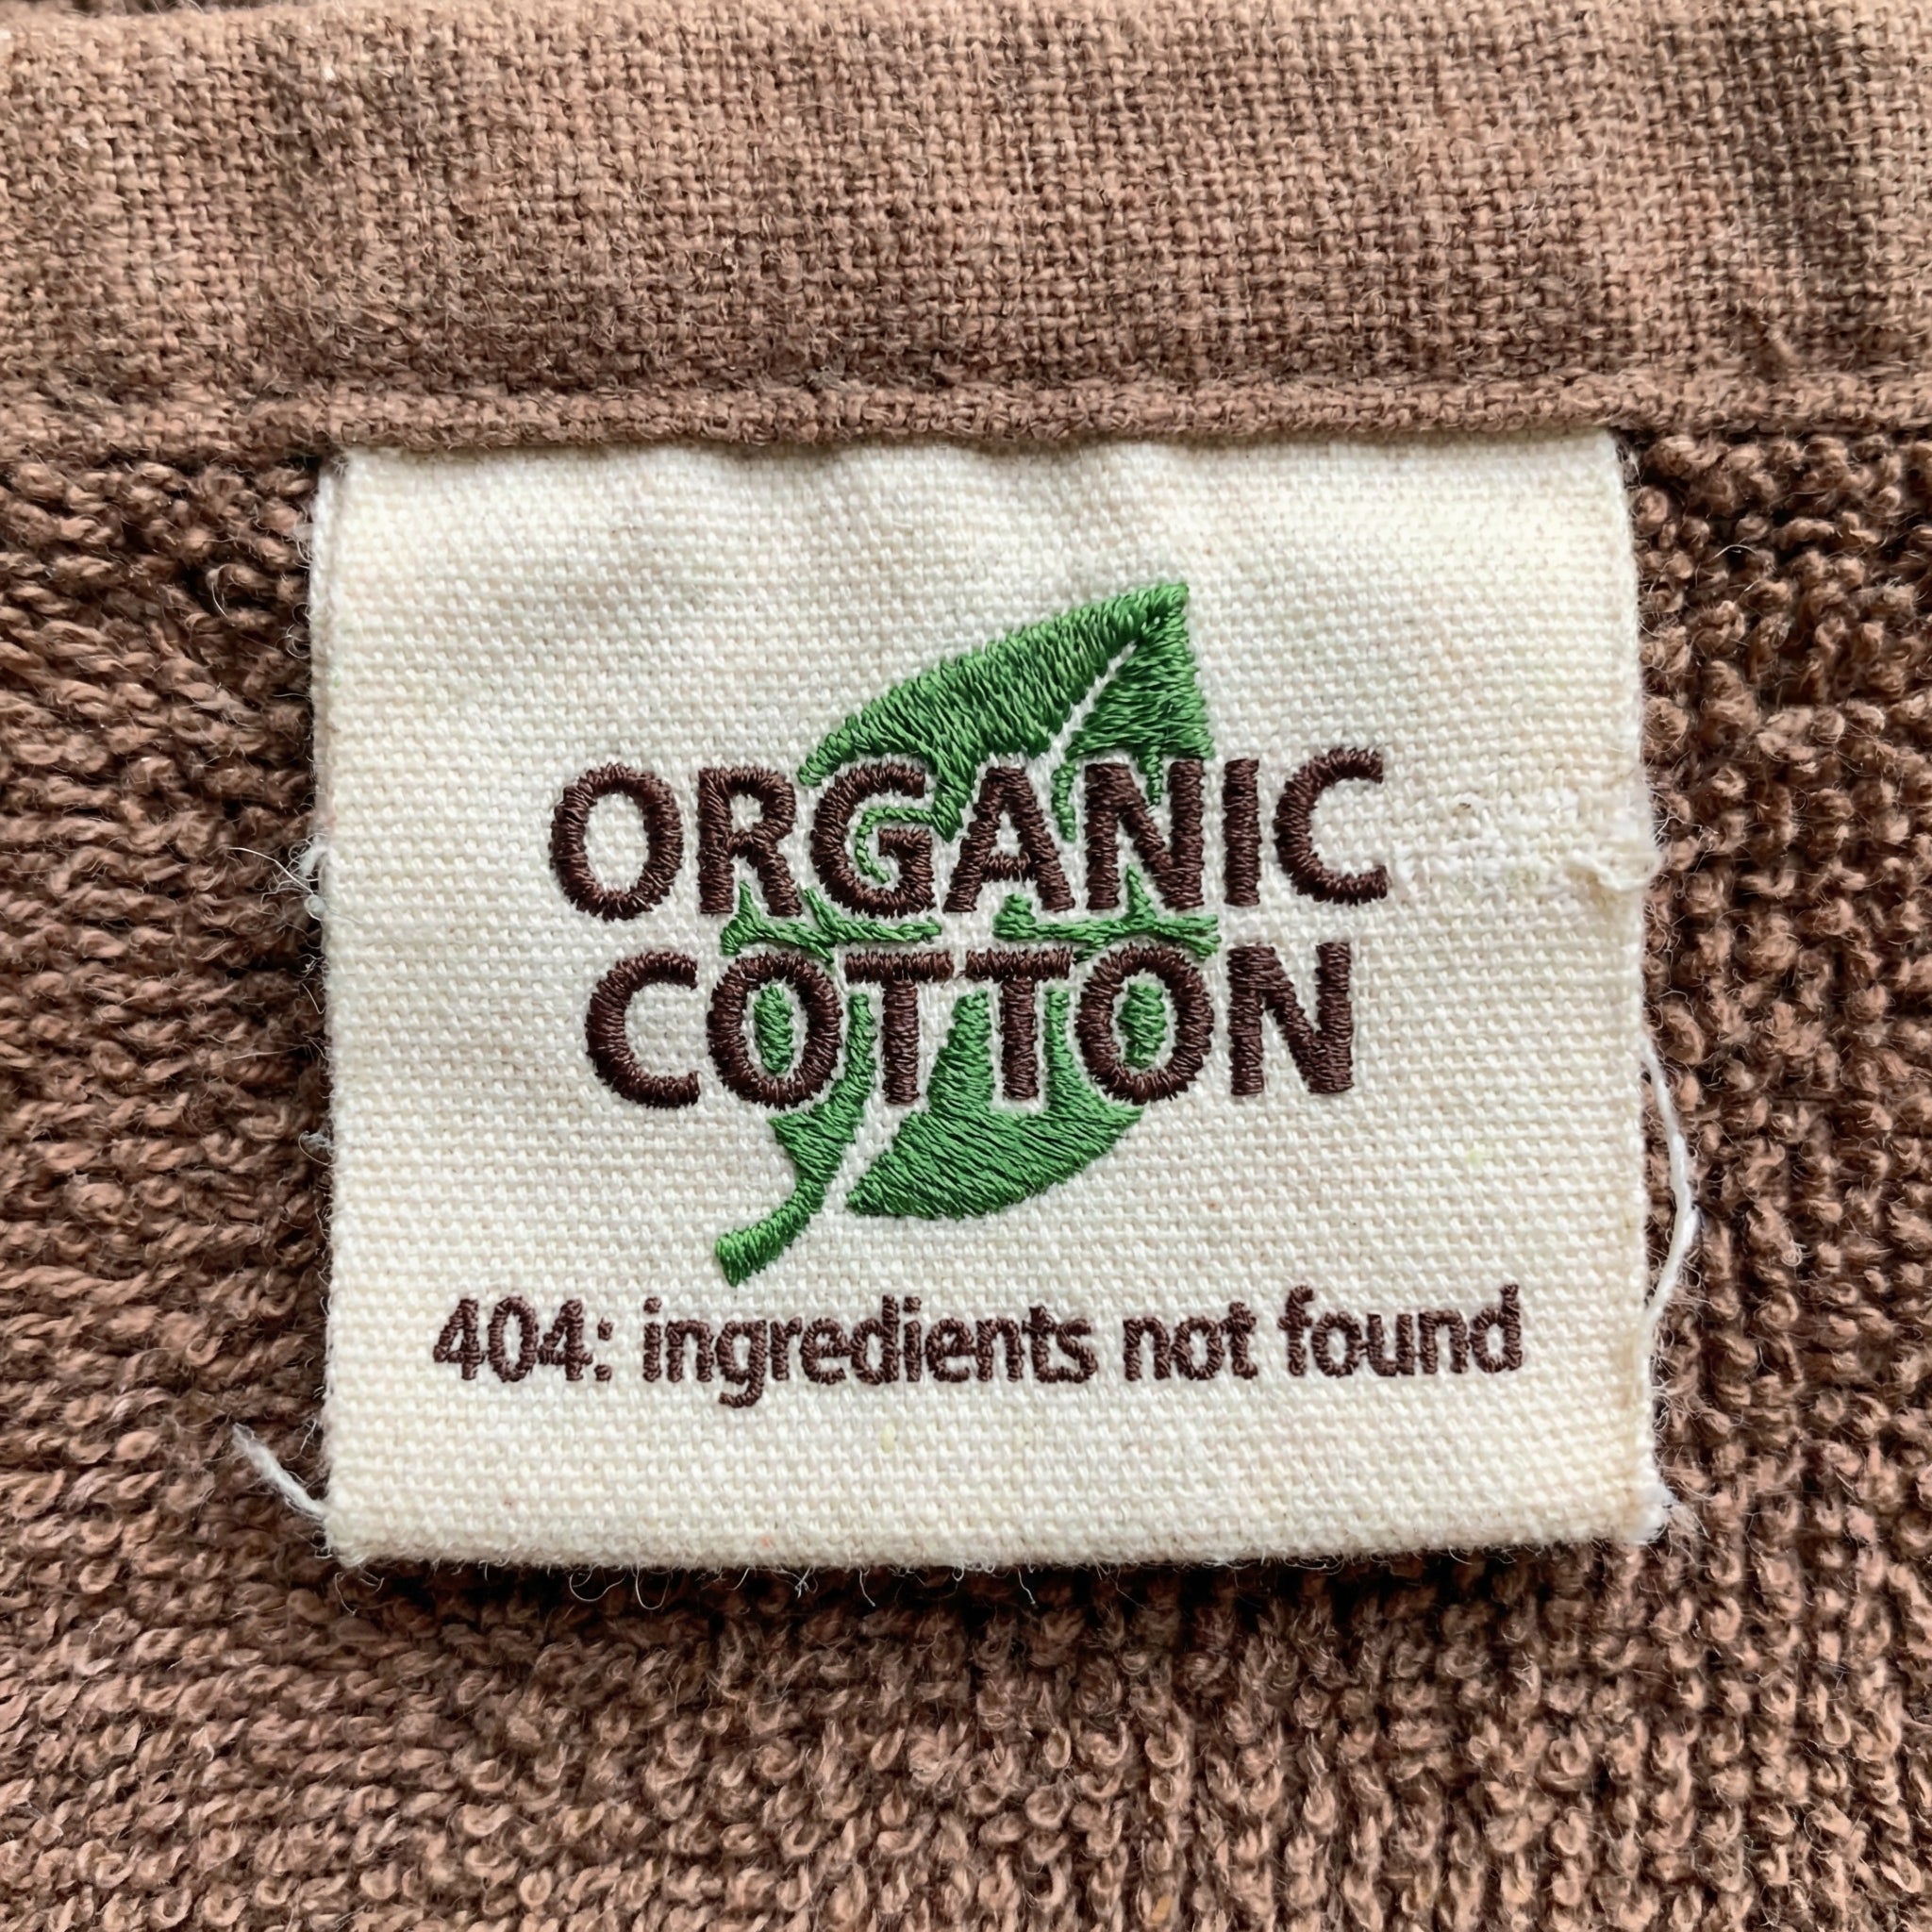 ORGANIC
COTTON
404: ingredients not found